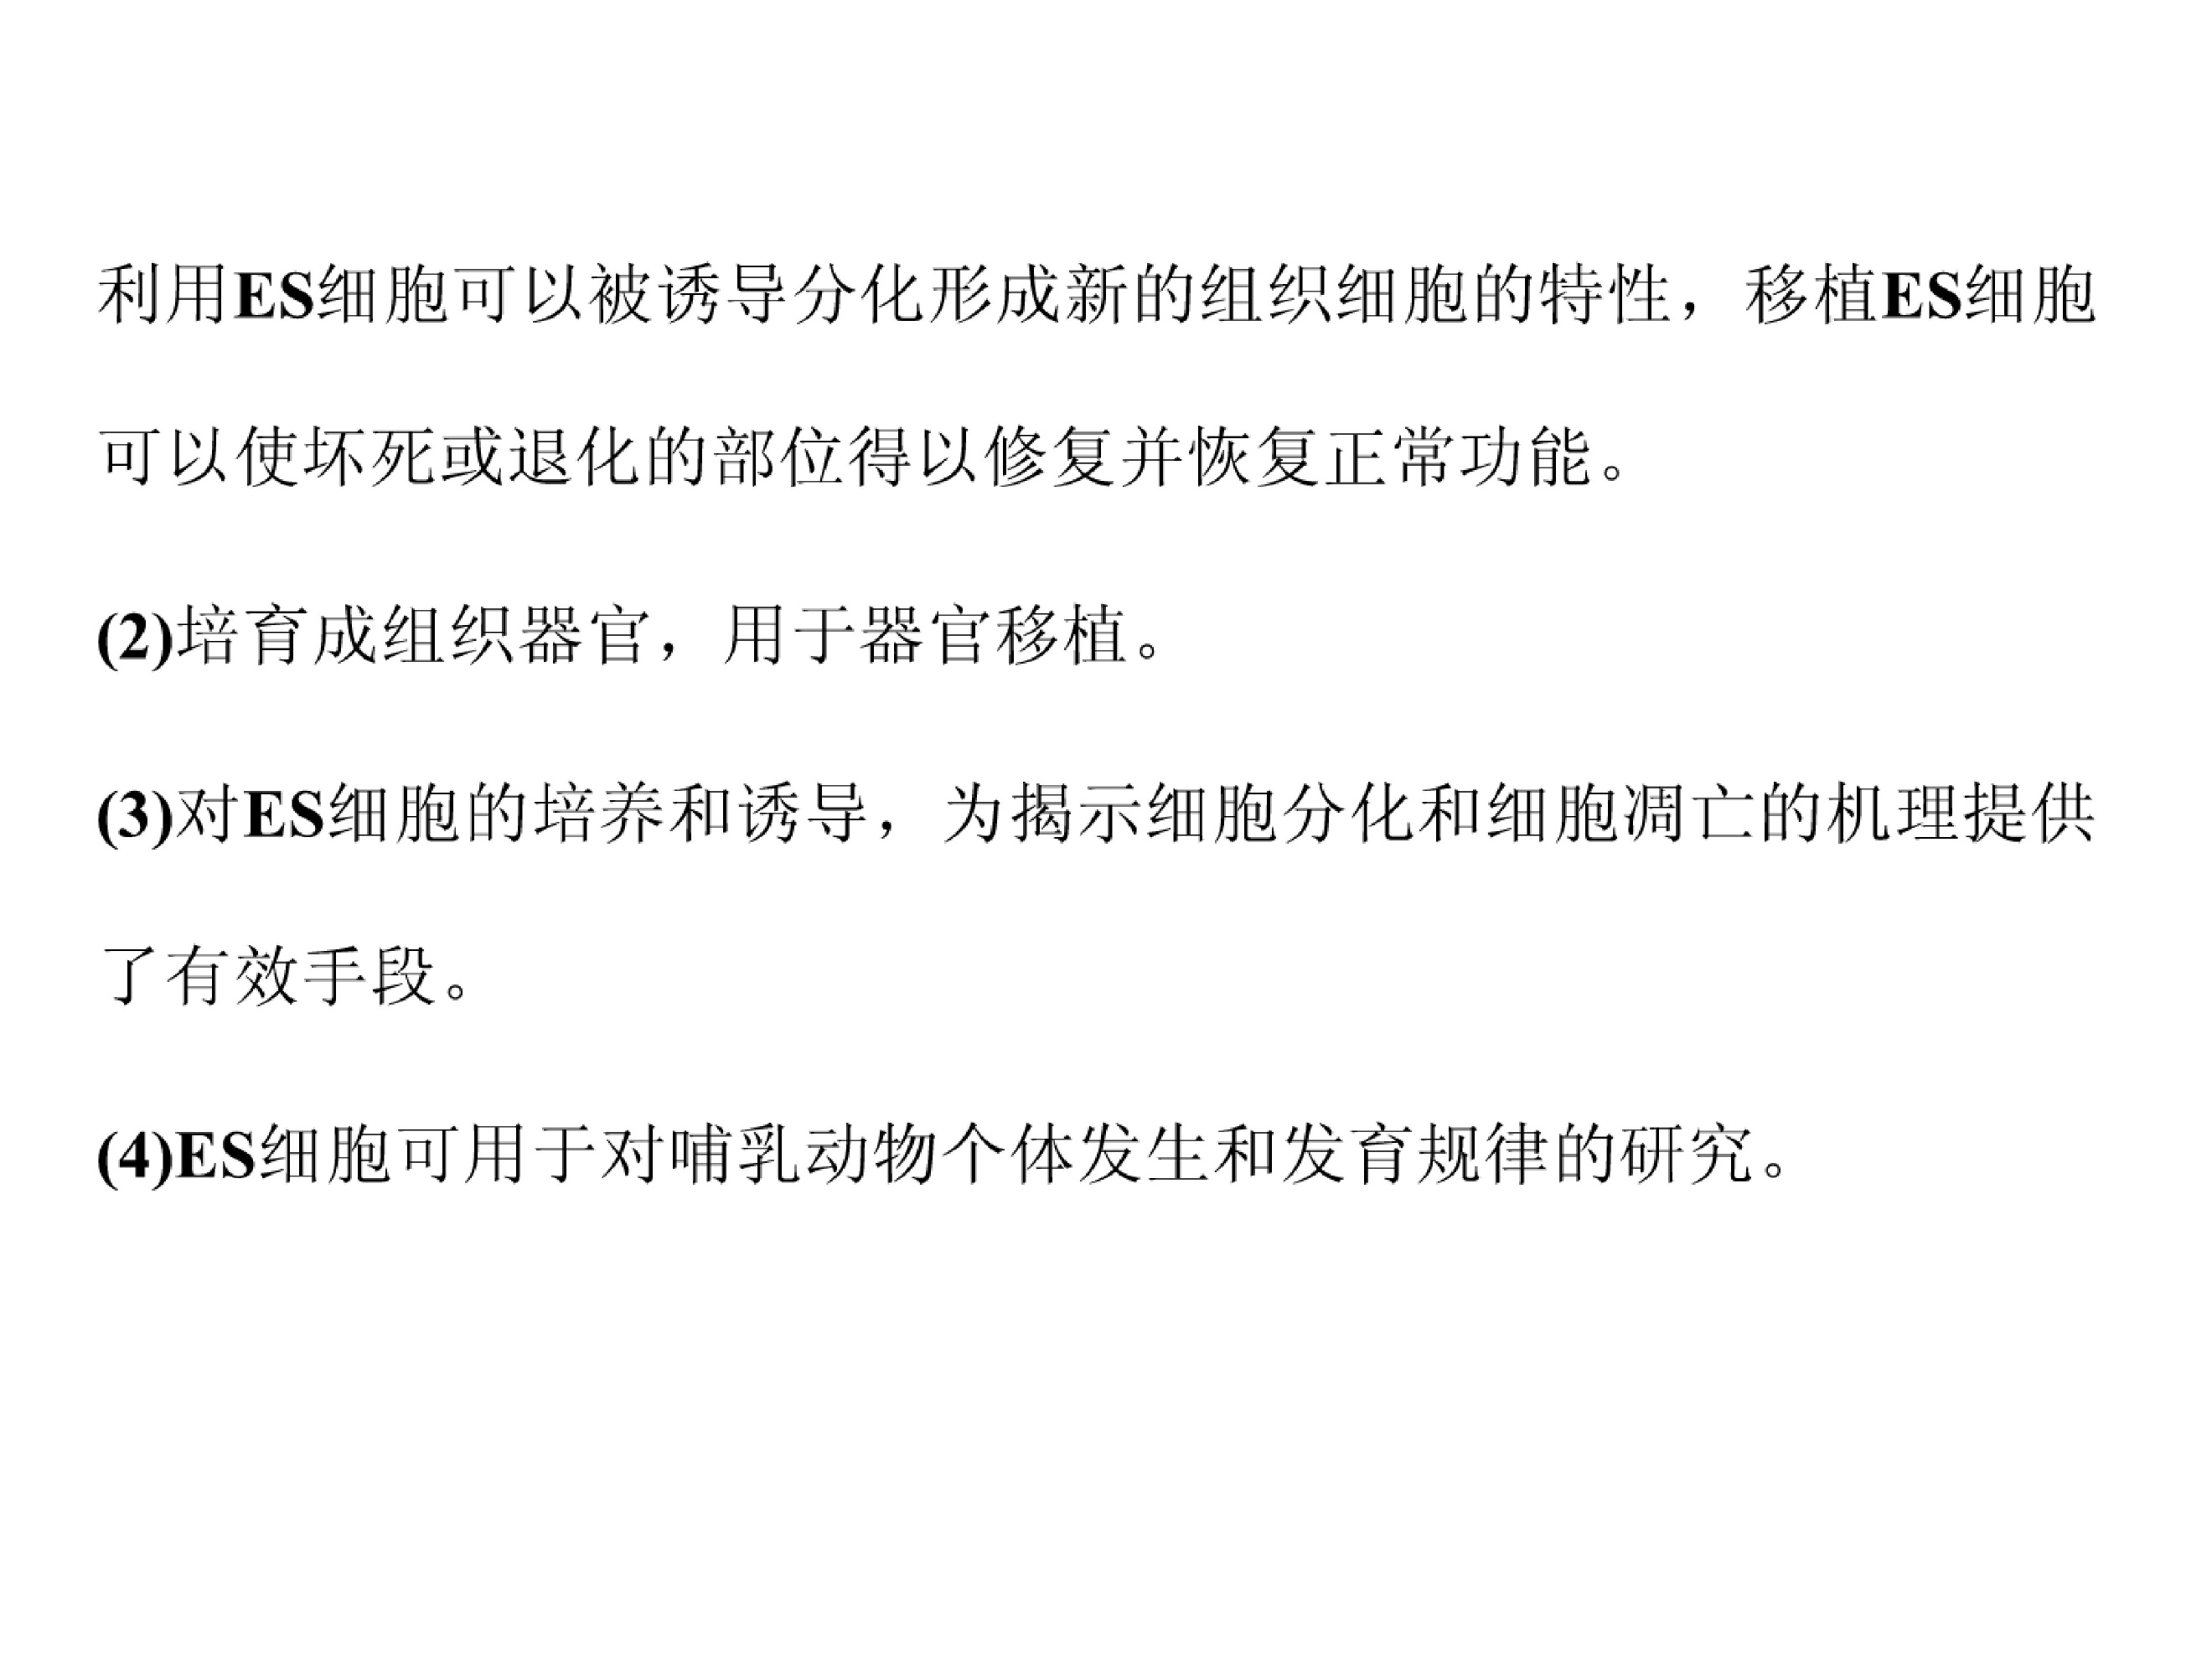 利用ES细胞可以被诱导分化形成新的组织细胞的特性，移植ES细胞
可以使坏死或退化的部位得以修复并恢复正常功能。
(2)培育成组织器官，用于器官移植。
(3)对ES细胞的培养和诱导，为揭示细胞分化和细胞凋亡的机理提供
了有效手段。
(4)ES细胞可用于对哺乳动物个体发生和发育规律的研究。